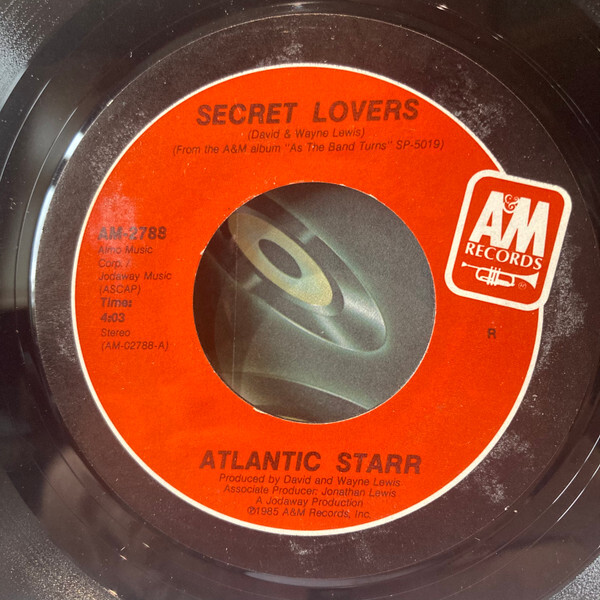 SECRET LOVERS
(David & Wayne Lewis)
(From the A&M album "As The Band Turns" SP-5019)
A&M
RECORDS
AM-2788
Almo Music
Corp./
Jodaway Music
(ASCAP)
Time:
4:03
Stereo
(AM-02788-A)
R
ATLANTIC STARR
Produced by David and Wayne Lewis
Associate Producer: Jonathan Lewis
A Jodaway Production
℗1985 A&M Records, Inc.